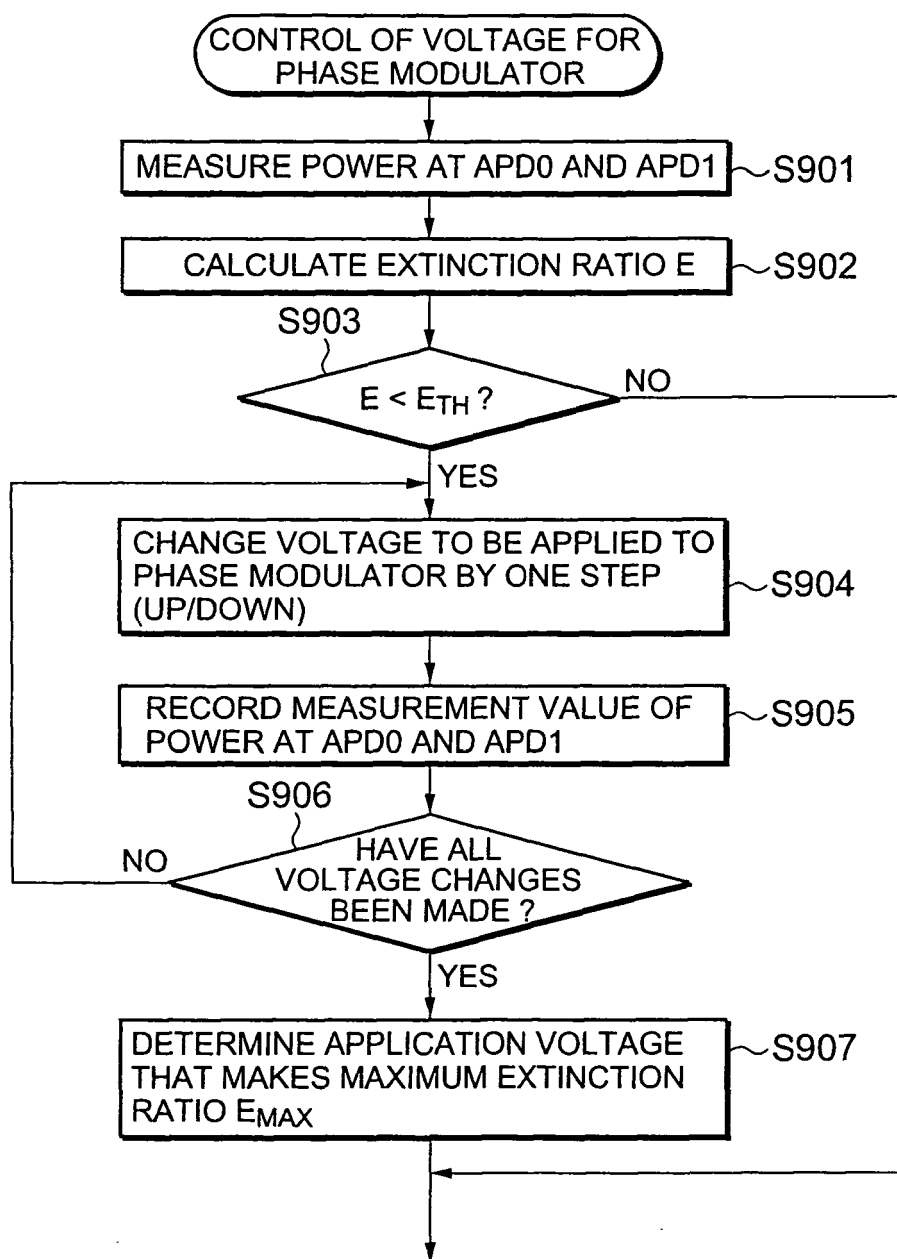 CONTROL OF VOLTAGE FOR
PHASE MODULATOR
MEASURE POWER AT APD0 AND APD1
S901
CALCULATE EXTINCTION RATIO E
S902
S903
E < ETH ?
NO
YES
CHANGE VOLTAGE TO BE APPLIED TO
PHASE MODULATOR BY ONE STEP
(UP/DOWN)
S904
RECORD MEASUREMENT VALUE OF
POWER AT APD0 AND APD1
S905
S906
HAVE ALL
VOLTAGE CHANGES
BEEN MADE ?
NO
YES
DETERMINE APPLICATION VOLTAGE
THAT MAKES MAXIMUM EXTINCTION
RATIO EMAX
S907